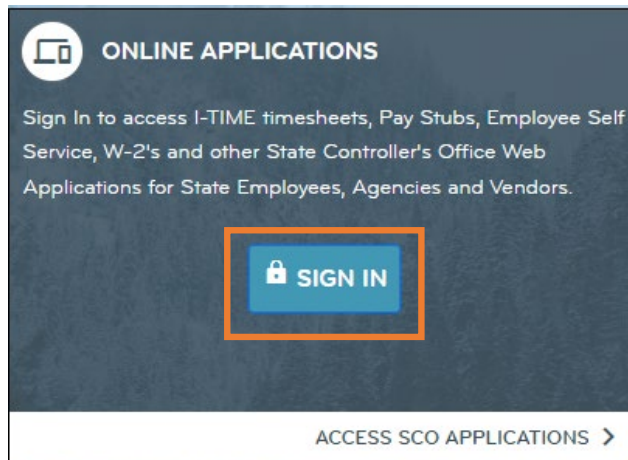 ONLINE APPLICATIONS
Sign In to access I-TIME timesheets, Pay Stubs, Employee Self
Service, W-2's and other State Controller's Office Web
Applications for State Employees, Agencies and Vendors.
SIGN IN
ACCESS SCO APPLICATIONS >